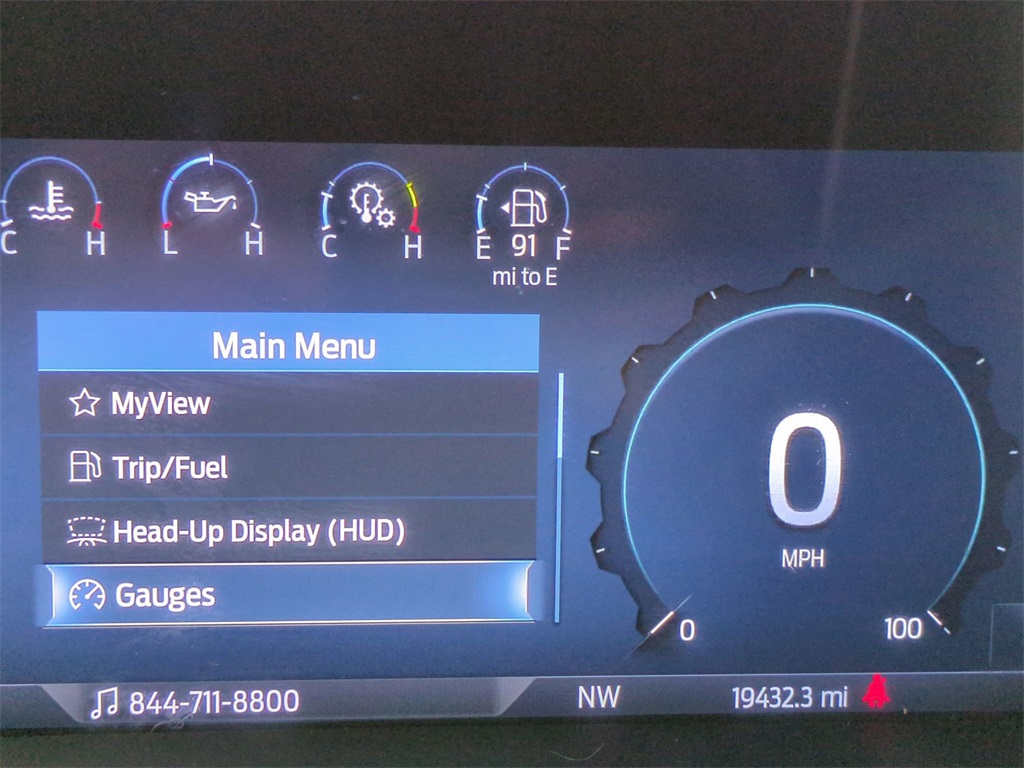 C H L H C H E 91 F
mi to E
Main Menu
MyView
Trip/Fuel
Head-Up Display (HUD)
Gauges
0
MPH
0 100
844-711-8800 NW 19432.3 mi